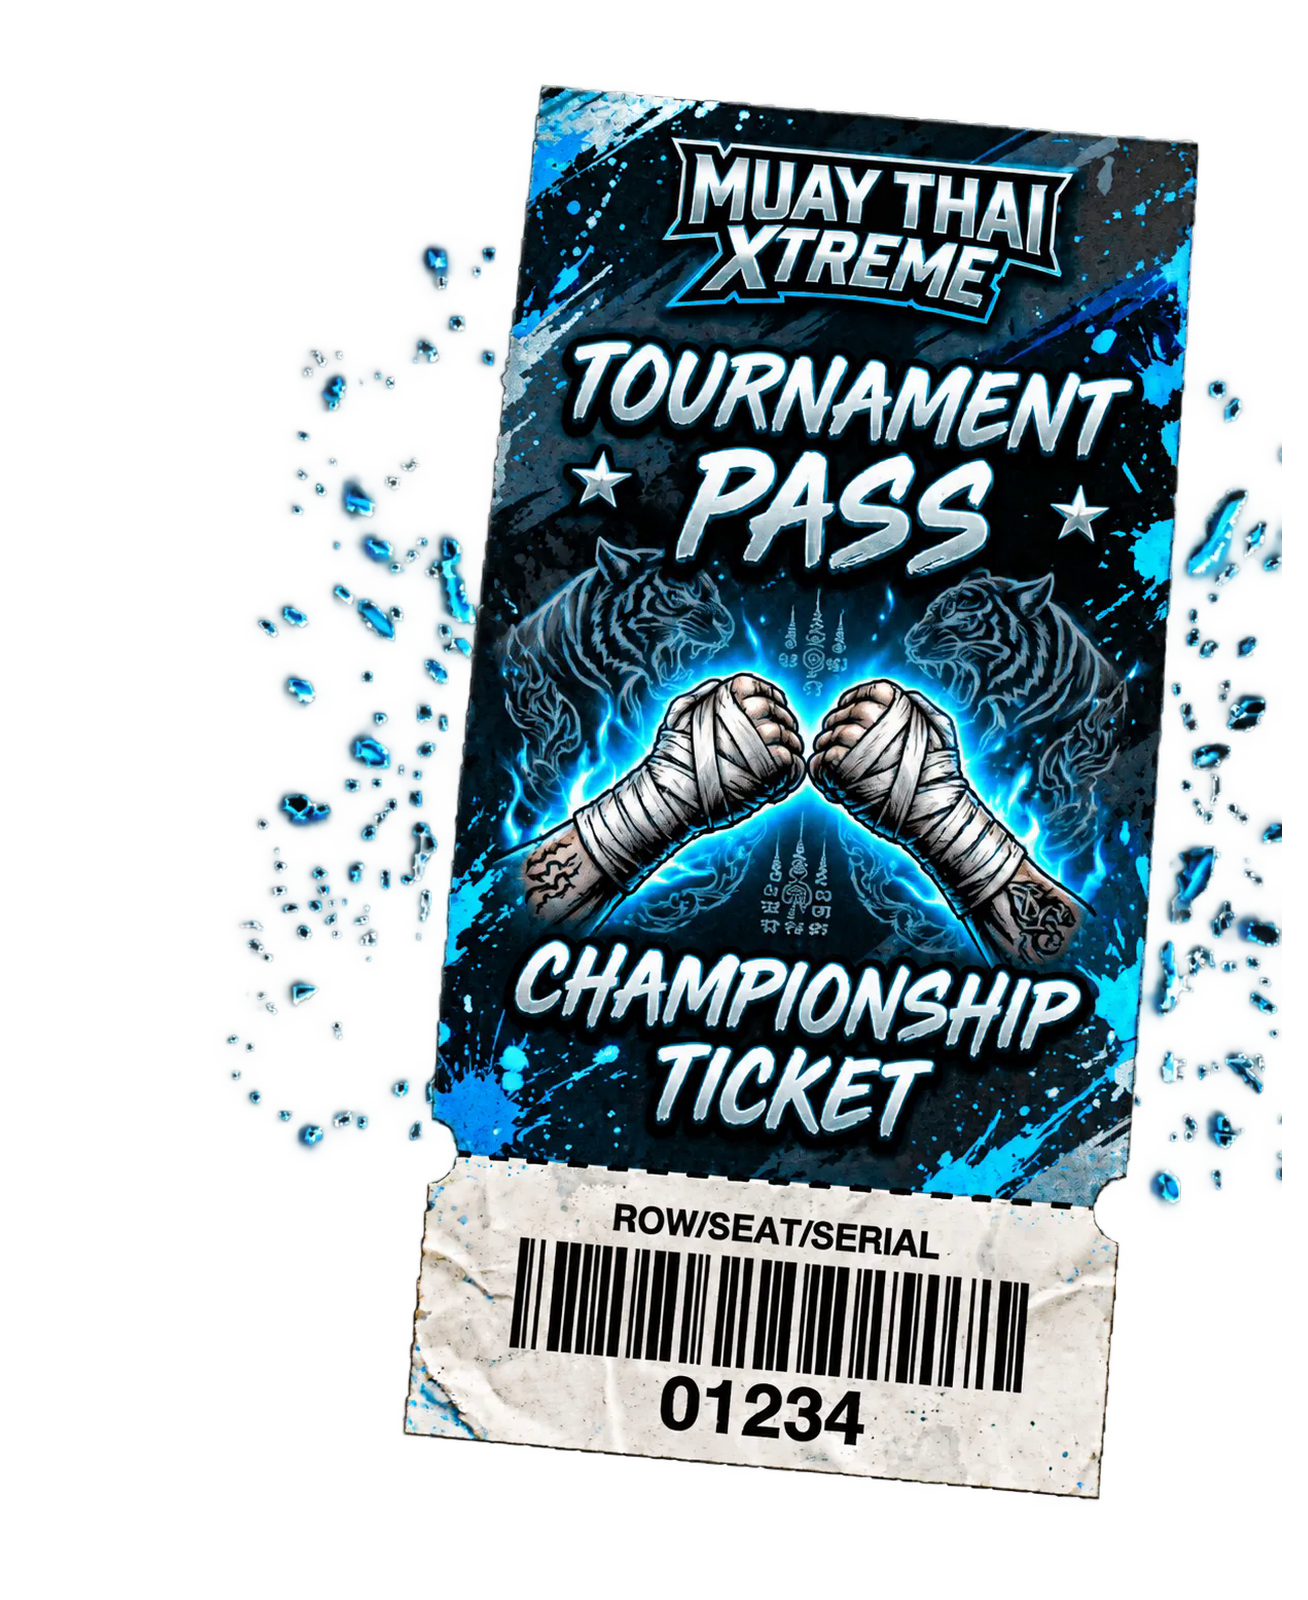 MUAY THAI
XTREME
TOURNAMENT
PASS
CHAMPIONSHIP
TICKET
ROW/SEAT/SERIAL
01234